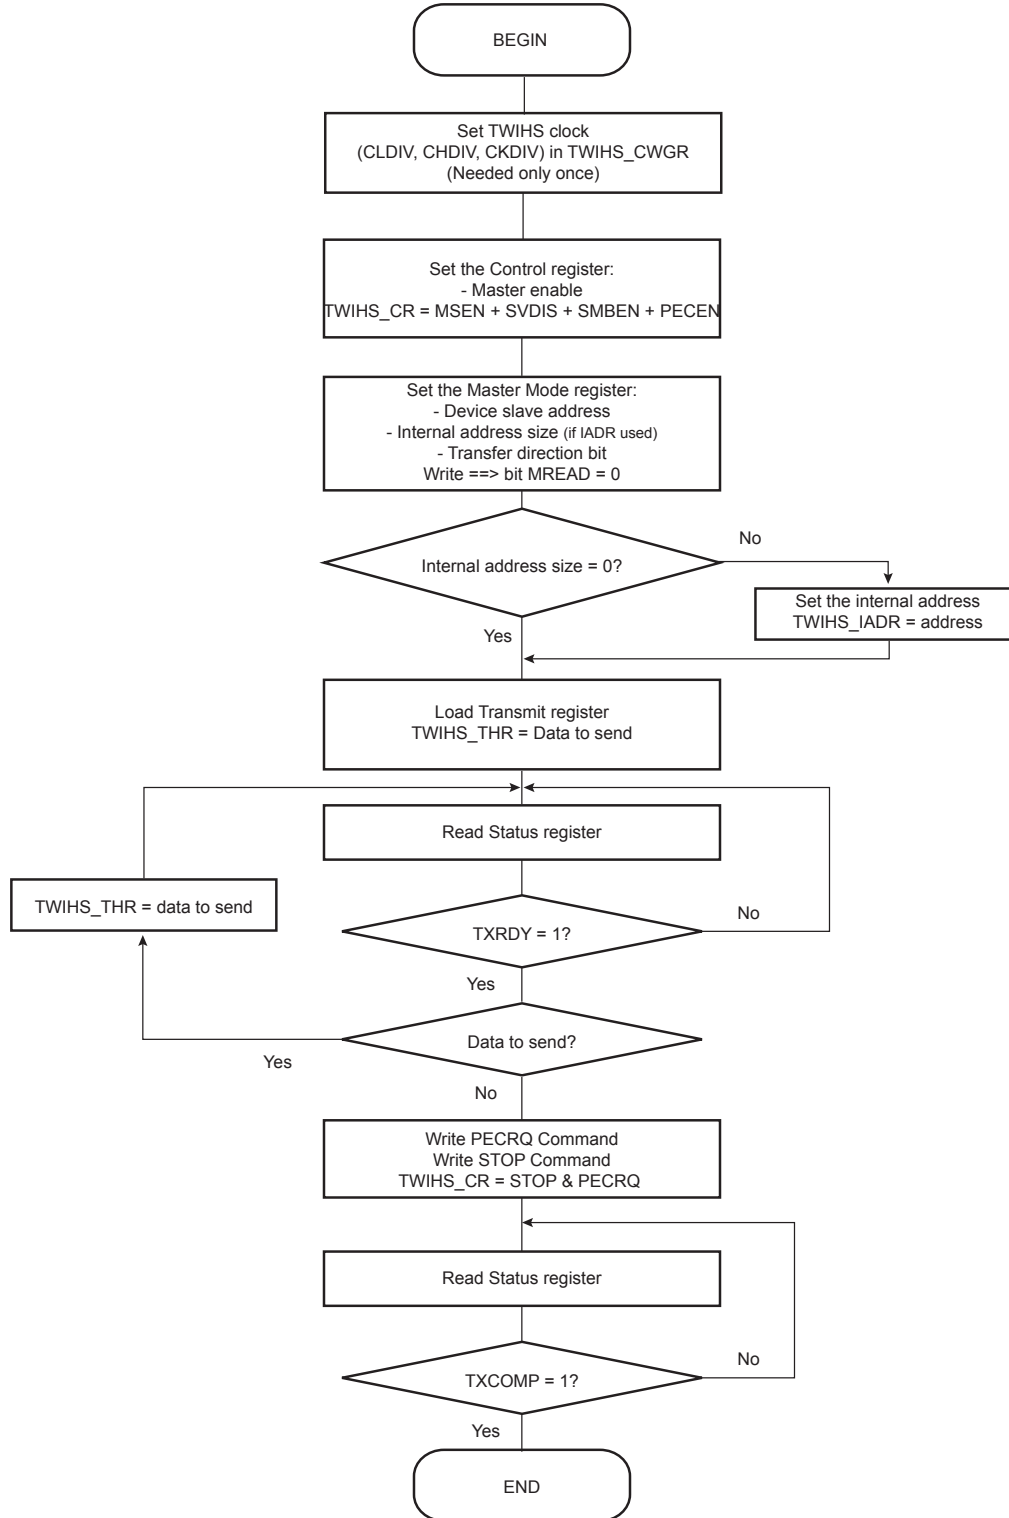 BEGIN
Set TWIHS clock
(CLDIV, CHDIV, CKDIV) in TWIHS_CWGR
(Needed only once)
Set the Control register:
- Master enable
TWIHS_CR = MSEN + SVDIS + SMBEN + PECEN
Set the Master Mode register:
- Device slave address
- Internal address size (if IADR used)
- Transfer direction bit
Write ==> bit MREAD = 0
No
Internal address size = 0?
Set the internal address
TWIHS_IADR = address
Yes
Load Transmit register
TWIHS_THR = Data to send
Read Status register
TWIHS_THR = data to send
No
TXRDY = 1?
Yes
Data to send?
Yes
No
Write PECRQ Command
Write STOP Command
TWIHS_CR = STOP & PECRQ
Read Status register
No
TXCOMP = 1?
Yes
END